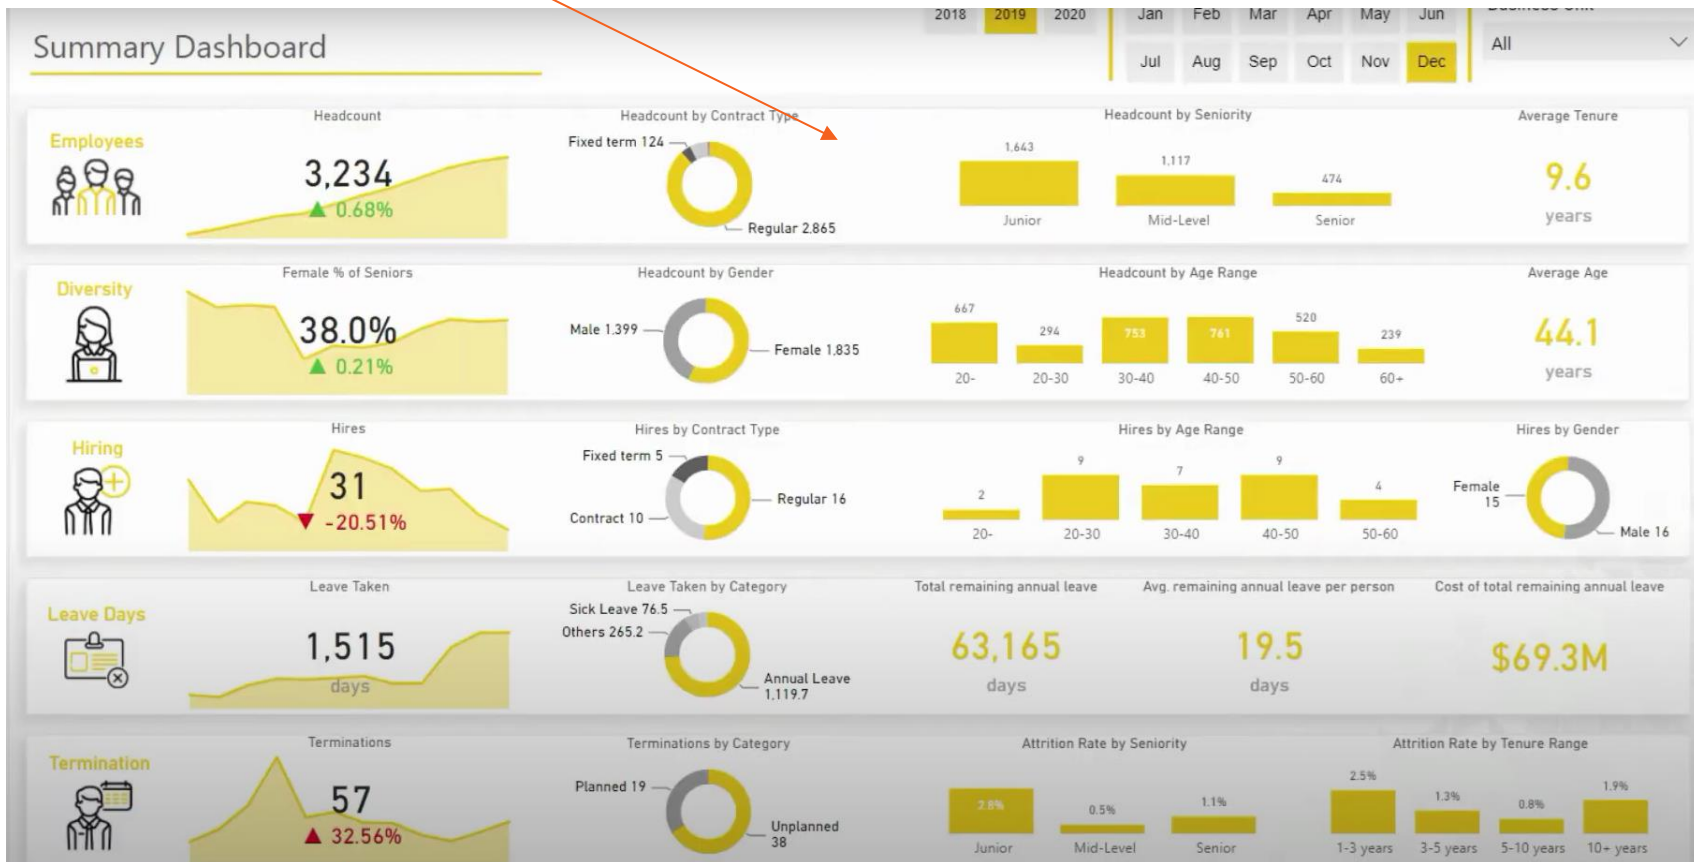 2018 2019 2020
Jan Feb Mar Apr May Jun
Summary Dashboard
All
Jul Aug Sep Oct Nov Dec
Employees
Headcount
3,234
0.68%
Headcount by Contract Type
Fixed term 124
Regular 2,865
Headcount by Seniority
1,643
1,117
474
Junior Mid-Level Senior
Average Tenure
9.6
years
Diversity
Female % of Seniors
38.0%
0.21%
Headcount by Gender
Male 1,399
Female 1,835
Headcount by Age Range
667 294 753 761 520 239
20- 20-30 30-40 40-50 50-60 60+
Average Age
44.1
years
Hiring
Hires
31
-20.51%
Hires by Contract Type
Fixed term 5
Regular 16
Contract 10
Hires by Age Range
2 9 7 9 4
20- 20-30 30-40 40-50 50-60
Hires by Gender
Female
15
Male 16
Leave Days
Leave Taken
1,515
days
Leave Taken by Category
Sick Leave 76.5
Others 265.2
Annual Leave
1,119.7
Total remaining annual leave
63,165
days
Avg. remaining annual leave per person
19.5
days
Cost of total remaining annual leave
$69.3M
Termination
Terminations
57
32.56%
Terminations by Category
Planned 19
Unplanned
38
Attrition Rate by Seniority
2.8% 0.5% 1.1%
Junior Mid-Level Senior
Attrition Rate by Tenure Range
2.5% 1.3% 0.8% 1.9%
1-3 years 3-5 years 5-10 years 10+ years